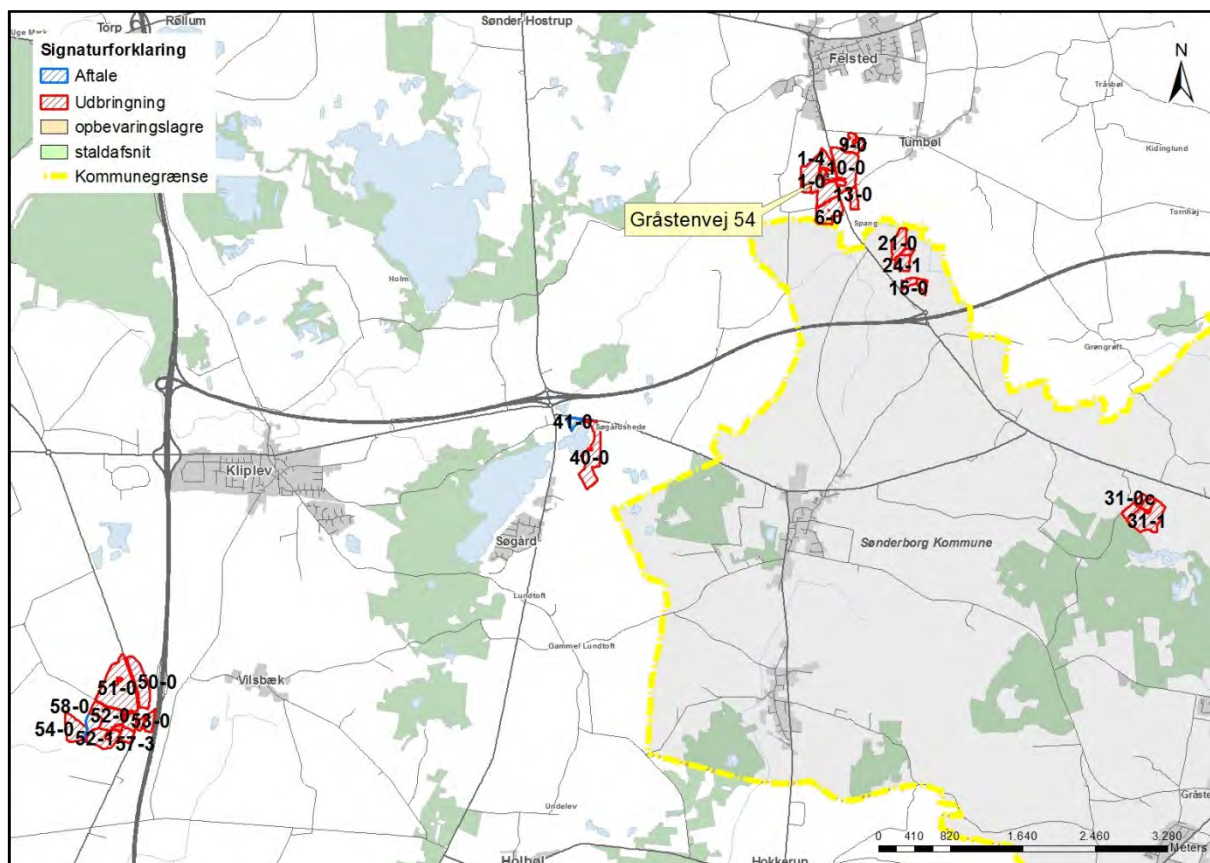 Uge Mark
Torp
Røllum
Sønder Hostrup
Signaturforklaring
Aftale
Udbringning
opbevaringslagre
staldafsnit
Kommunegrænse
N
Felsted
Tråsbøl
Tumbøl
Kidinglund
9-0
1-4
10-0
1-0
13-0
Tornhøj
Gråstenvej 54
6-0
Spang
21-0
24-1
15-0
Holm
Grøngrøft
41-0
Søgårdshede
40-0
Kliplev
31-0c
31-1
Søgård
Sønderborg Kommune
Lundtoft
Gammel Lundtoft
Vilsbæk
51-0
50-0
58-0
52-0
53-0
54-0
52-1
57-3
Undelev
Holbøl
Hokkerup
Gråste
0 410 820 1.640 2.460 3.280
Meters